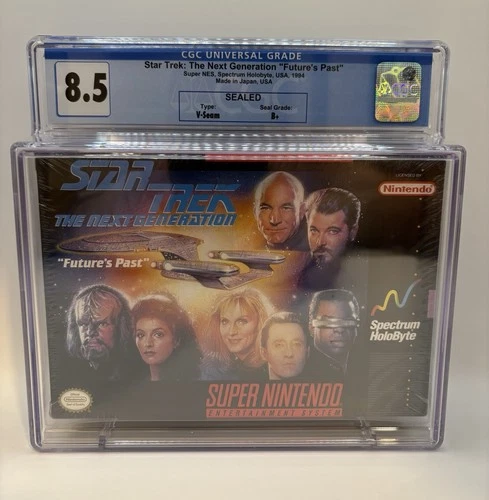 CGC UNIVERSAL GRADE
8.5
Star Trek: The Next Generation "Future's Past"
Super NES, Spectrum Holobyte, USA, 1994
Made in Japan, USA
SEALED
Type:
Seal Grade:
V-Seam
B+
STAR TREK
THE NEXT GENERATION
"Future's Past"
LICENSED BY
Nintendo
Spectrum
HoloByte
SUPER NINTENDO
ENTERTAINMENT SYSTEM